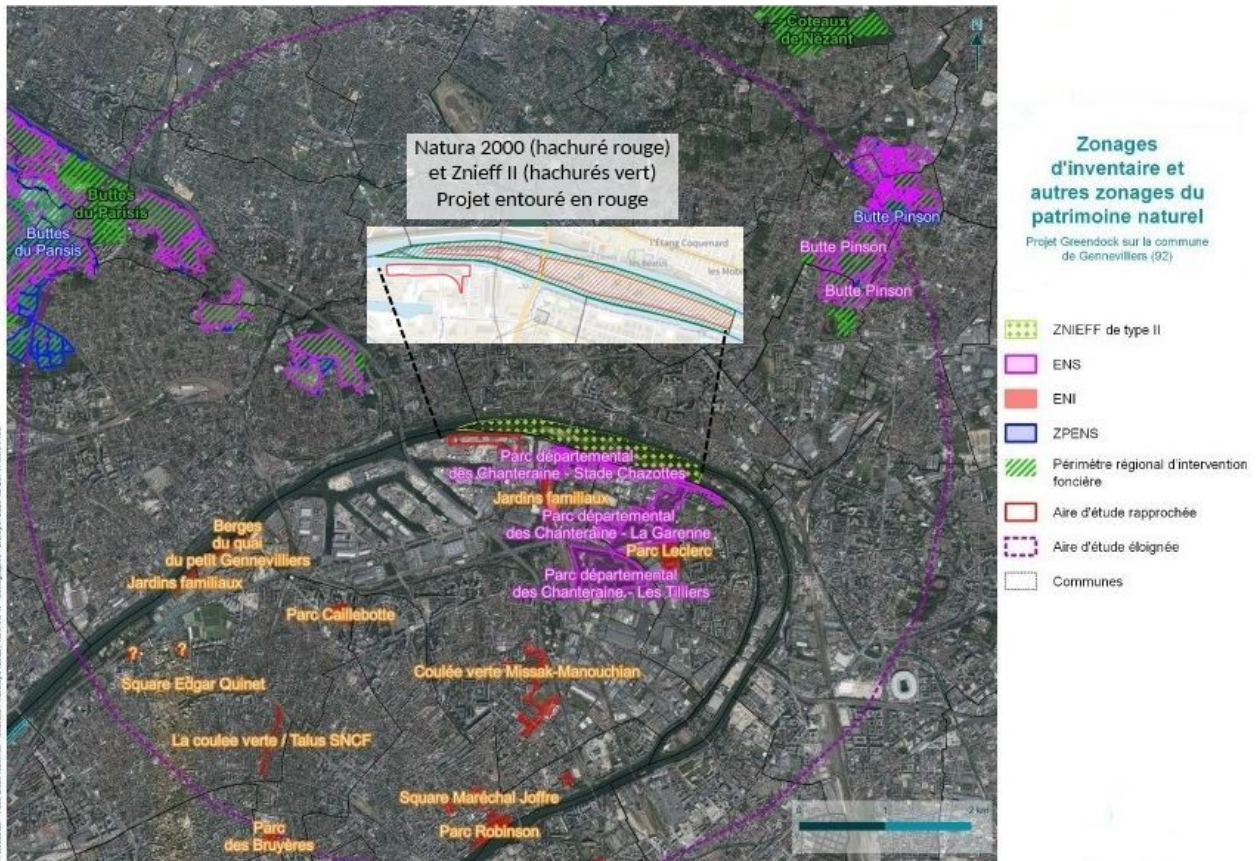 Coteaux
de Nézant
N
Natura 2000 (hachuré rouge)
et Znieff II (hachurés vert)
Projet entouré en rouge
l'Étang Coquenard
les Béatus
les Mobil
Buttes
du Parisis
Buttes
du Parisis
Butte Pinson
Butte Pinson
Butte Pinson
Parc départemental
des Chanteraine - Stade Chazottes
Jardins familiaux
Parc départemental
des Chanteraine - La Garenne
Parc Leclerc
Parc départemental
des Chanteraine - Les Tilliers
Berges
du quai
du petit Gennevilliers
Jardins familiaux
Parc Caillebotte
?
?
Square Edgar Quinet
Coulée verte Missak-Manouchian
La coulee verte / Talus SNCF
Square Maréchal Joffre
Parc Robinson
Parc
des Bruyères
0 1 2 km
Zonages
d'inventaire et
autres zonages du
patrimoine naturel
Projet Greendock sur la commune
de Gennevilliers (92)
ZNIEFF de type II
ENS
ENI
ZPENS
Périmètre régional d'intervention
foncière
Aire d'étude rapprochée
Aire d'étude éloignée
Communes